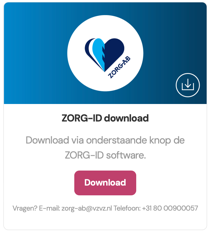 ZORG-AB
ZORG-ID download
Download via onderstaande knop de
ZORG-ID software.
Download
Vragen? E-mail: zorg-ab@vzvz.nl Telefoon: +31 80 00900057